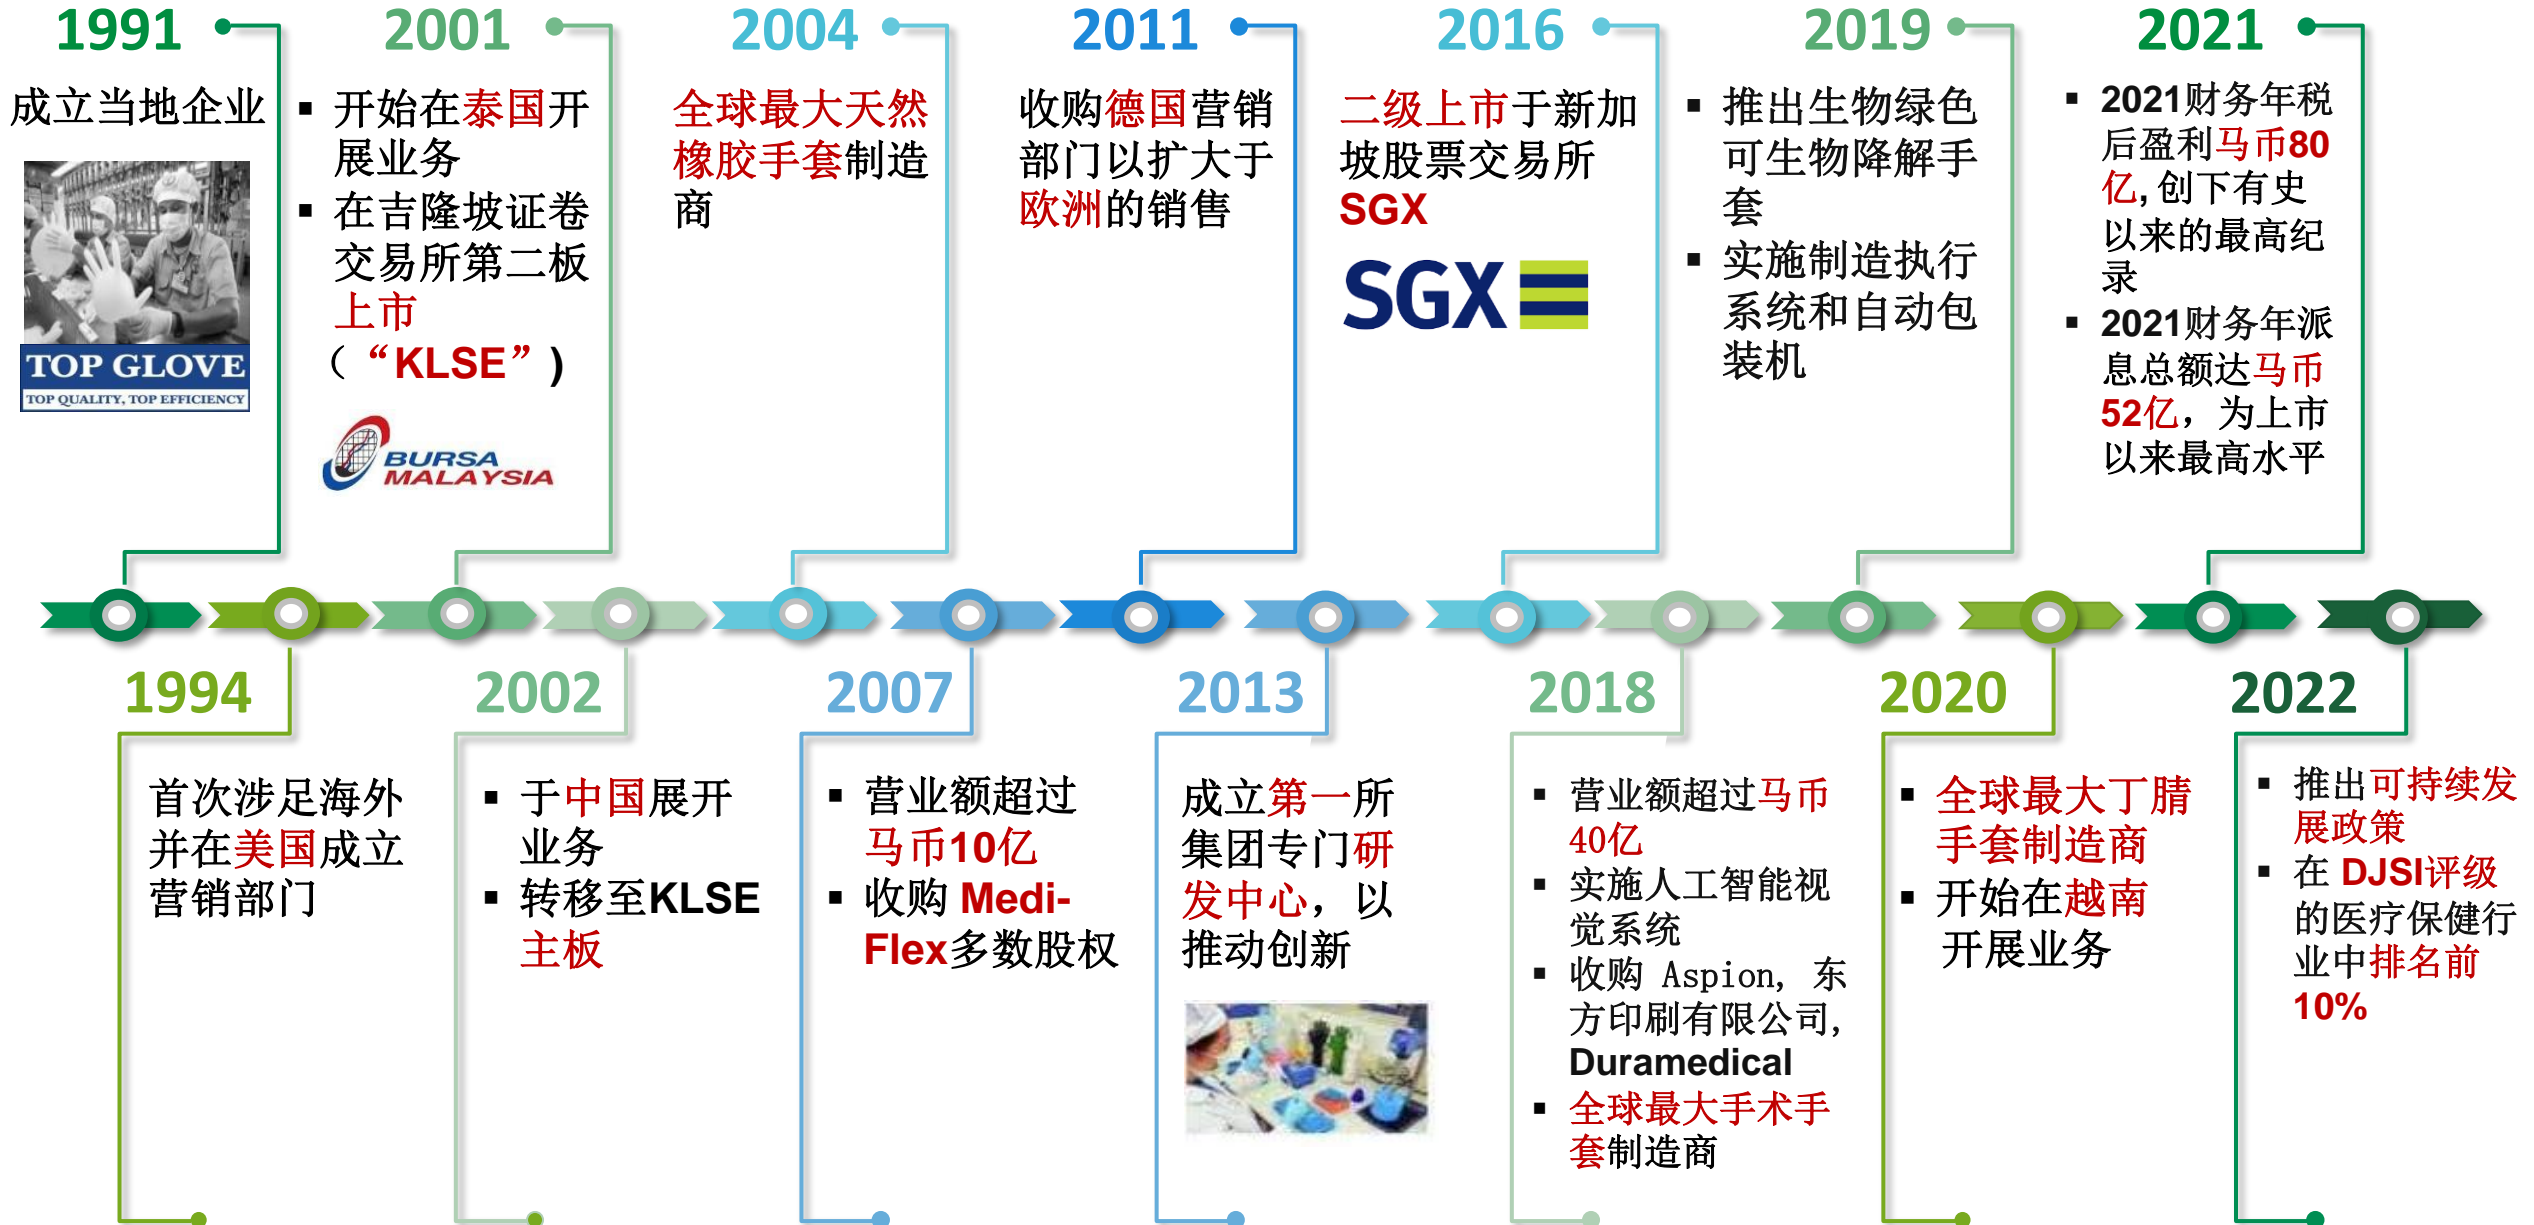 1991
成立当地企业
TOP GLOVE
TOP QUALITY, TOP EFFICIENCY
2001
▪ 开始在泰国开
展业务
▪ 在吉隆坡证卷
交易所第二板
上市
（“KLSE”)
BURSA
MALAYSIA
2004
全球最大天然
橡胶手套制造
商
2011
收购德国营销
部门以扩大于
欧洲的销售
2016
二级上市于新加
坡股票交易所
SGX
SGX
2019
▪ 推出生物绿色
可生物降解手
套
▪ 实施制造执行
系统和自动包
装机
2021
▪ 2021财务年税
后盈利马币80
亿, 创下有史
以来的最高纪
录
▪ 2021财务年派
息总额达马币
52亿，为上市
以来最高水平
1994
首次涉足海外
并在美国成立
营销部门
2002
▪ 于中国展开
业务
▪ 转移至KLSE
主板
2007
▪ 营业额超过
马币10亿
▪ 收购 Medi-
Flex多数股权
2013
成立第一所
集团专门研
发中心，以
推动创新
2018
▪ 营业额超过马币
40亿
▪ 实施人工智能视
觉系统
▪ 收购 Aspion, 东
方印刷有限公司,
Duramedical
▪ 全球最大手术手
套制造商
2020
▪ 全球最大丁腈
手套制造商
▪ 开始在越南
开展业务
2022
▪ 推出可持续发
展政策
▪ 在 DJSI评级
的医疗保健行
业中排名前
10%